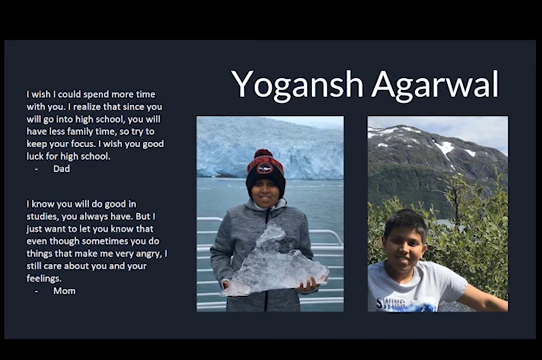 Yogansh Agarwal
I wish I could spend more time
with you. I realize that since you
will go into high school, you will
have less family time, so try to
keep your focus. I wish you good
luck for high school.
- Dad
I know you will do good in
studies, you always have. But I
just want to let you know that
even though sometimes you do
things that make me very angry, I
still care about you and your
feelings.
- Mom
SWING